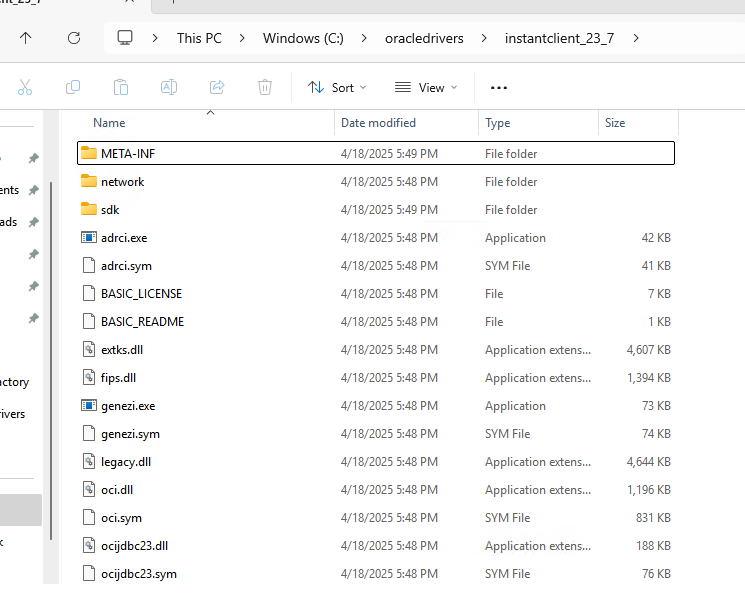 This PC > Windows (C:) > oracledrivers > instantclient_23_7 >
Sort View ...
Name Date modified Type Size
META-INF 4/18/2025 5:49 PM File folder
network 4/18/2025 5:48 PM File folder
sdk 4/18/2025 5:49 PM File folder
adrci.exe 4/18/2025 5:48 PM Application 42 KB
adrci.sym 4/18/2025 5:48 PM SYM File 41 KB
BASIC_LICENSE 4/18/2025 5:48 PM File 7 KB
BASIC_README 4/18/2025 5:48 PM File 1 KB
extks.dll 4/18/2025 5:48 PM Application extens... 4,607 KB
fips.dll 4/18/2025 5:48 PM Application extens... 1,394 KB
genezi.exe 4/18/2025 5:48 PM Application 73 KB
genezi.sym 4/18/2025 5:48 PM SYM File 74 KB
legacy.dll 4/18/2025 5:48 PM Application extens... 4,644 KB
oci.dll 4/18/2025 5:48 PM Application extens... 1,196 KB
oci.sym 4/18/2025 5:48 PM SYM File 831 KB
ocijdbc23.dll 4/18/2025 5:48 PM Application extens... 188 KB
ocijdbc23.sym 4/18/2025 5:48 PM SYM File 76 KB
ents
ads
actory
rivers